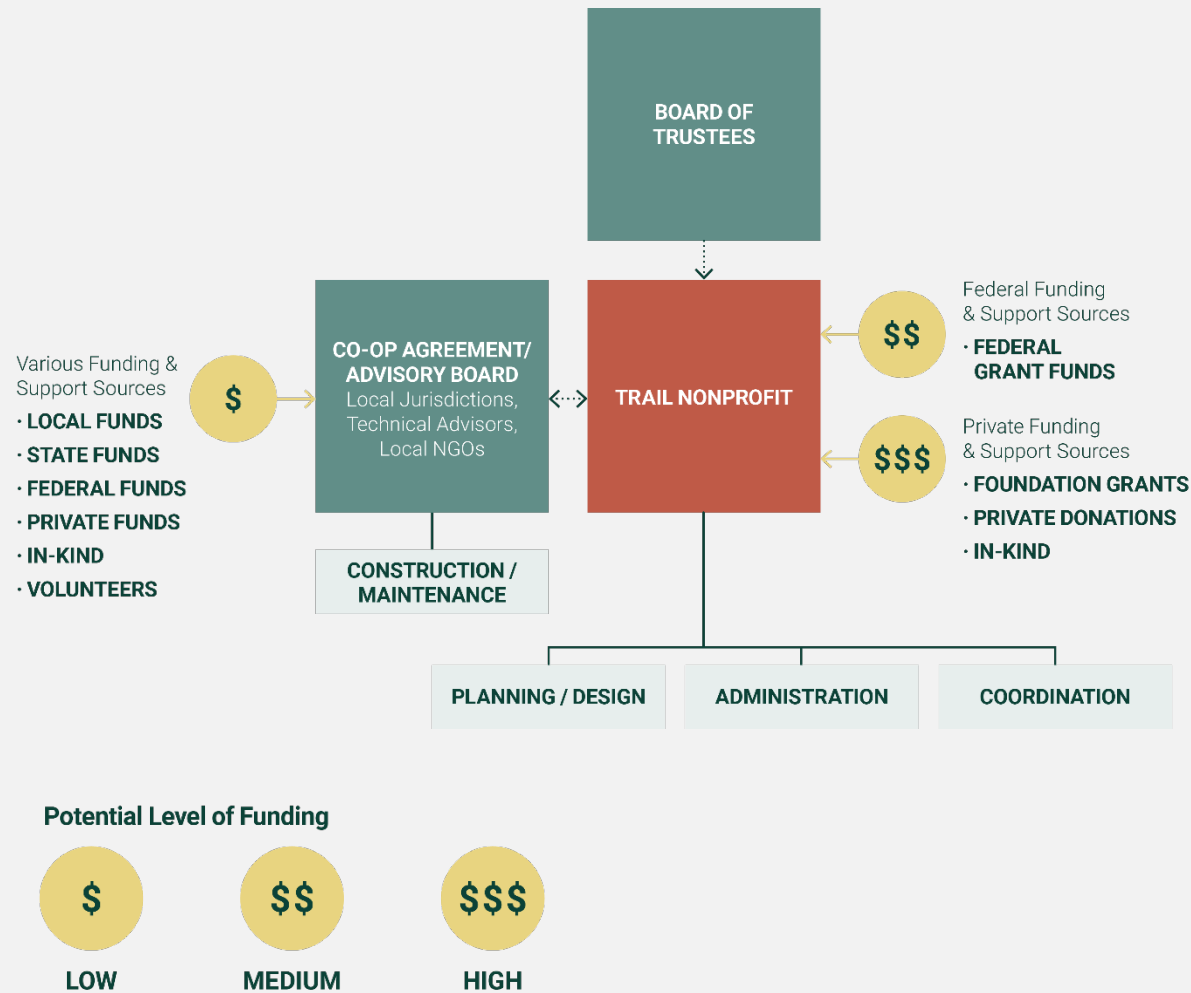 BOARD OF
TRUSTEES
Various Funding &
Support Sources
· LOCAL FUNDS
· STATE FUNDS
· FEDERAL FUNDS
· PRIVATE FUNDS
· IN-KIND
· VOLUNTEERS
$
CO-OP AGREEMENT/
ADVISORY BOARD
Local Jurisdictions,
Technical Advisors,
Local NGOs
CONSTRUCTION /
MAINTENANCE
TRAIL NONPROFIT
$$
Federal Funding
& Support Sources
· FEDERAL
GRANT FUNDS
$$$
Private Funding
& Support Sources
· FOUNDATION GRANTS
· PRIVATE DONATIONS
· IN-KIND
PLANNING / DESIGN
ADMINISTRATION
COORDINATION
Potential Level of Funding
$
LOW
$$
MEDIUM
$$$
HIGH